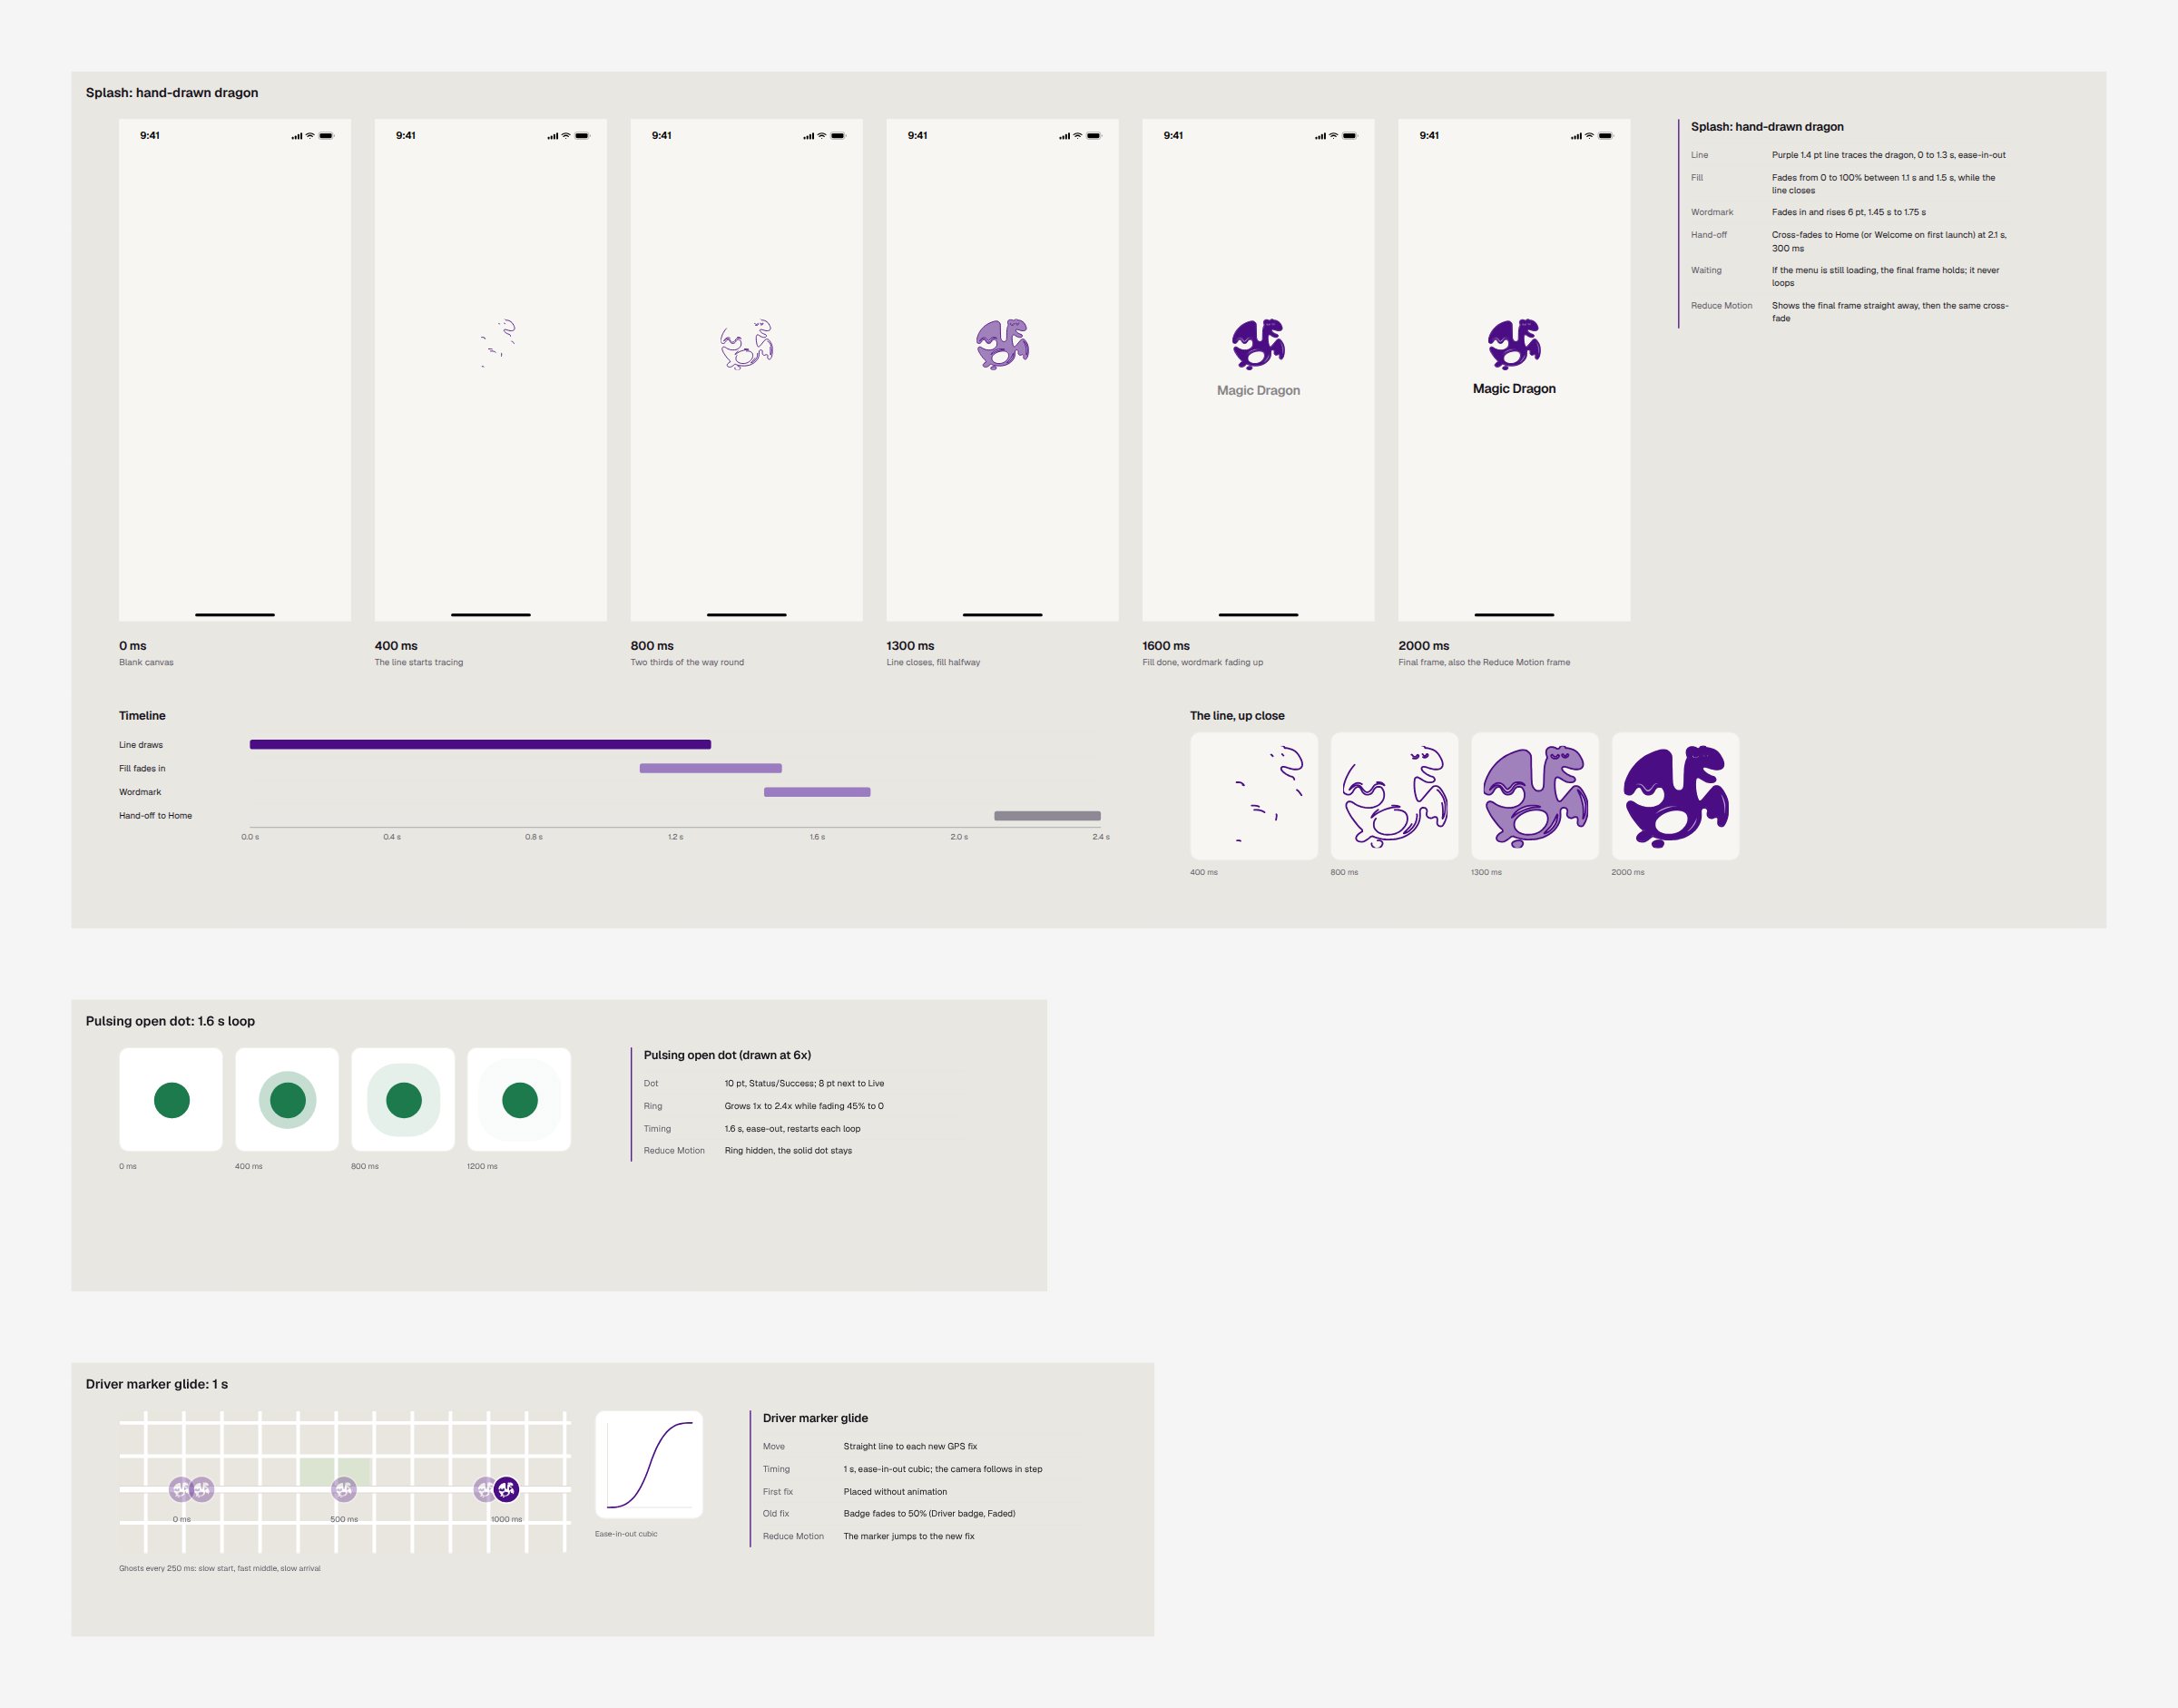 Splash: hand-drawn dragon
9:41
9:41
9:41
9:41
9:41
9:41
Magic Dragon
Magic Dragon
0 ms
Blank canvas
400 ms
The line starts tracing
800 ms
Two thirds of the way round
1300 ms
Line closes, fill halfway
1600 ms
Fill done, wordmark fading up
2000 ms
Final frame, also the Reduce Motion frame
Splash: hand-drawn dragon
Line
Purple 1.4 pt line traces the dragon, 0 to 1.3 s, ease-in-out
Fill
Fades from 0 to 100% between 1.1 s and 1.5 s, while the
line closes
Wordmark
Fades in and rises 6 pt, 1.45 s to 1.75 s
Hand-off
Cross-fades to Home (or Welcome on first launch) at 2.1 s,
300 ms
Waiting
If the menu is still loading, the final frame holds; it never
loops
Reduce Motion
Shows the final frame straight away, then the same cross-
fade
Timeline
Line draws
Fill fades in
Wordmark
Hand-off to Home
0.0 s
0.4 s
0.8 s
1.2 s
1.6 s
2.0 s
2.4 s
The line, up close
400 ms
800 ms
1300 ms
2000 ms
Pulsing open dot: 1.6 s loop
0 ms
400 ms
800 ms
1200 ms
Pulsing open dot (drawn at 6x)
Dot
10 pt, Status/Success; 8 pt next to Live
Ring
Grows 1x to 2.4x while fading 45% to 0
Timing
1.6 s, ease-out, restarts each loop
Reduce Motion
Ring hidden, the solid dot stays
Driver marker glide: 1 s
0 ms
500 ms
1000 ms
Ghosts every 250 ms: slow start, fast middle, slow arrival
Ease-in-out cubic
Driver marker glide
Move
Straight line to each new GPS fix
Timing
1 s, ease-in-out cubic; the camera follows in step
First fix
Placed without animation
Old fix
Badge fades to 50% (Driver badge, Faded)
Reduce Motion
The marker jumps to the new fix